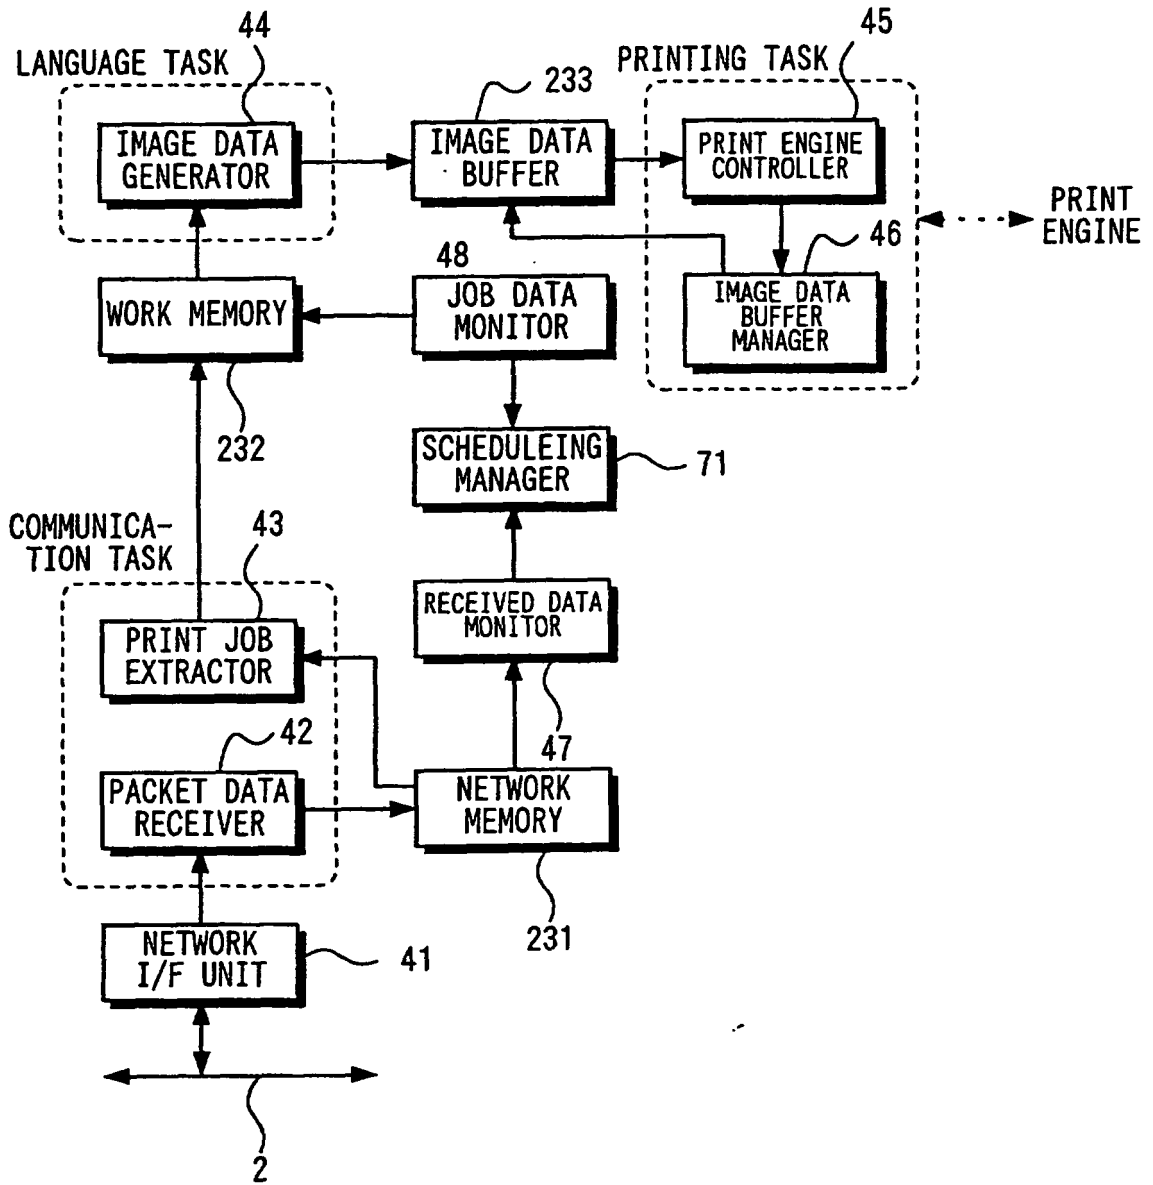 44
45
LANGUAGE TASK
PRINTING TASK
233
IMAGE DATA
GENERATOR
IMAGE DATA
BUFFER
PRINT ENGINE
CONTROLLER
PRINT
ENGINE
46
48
WORK MEMORY
JOB DATA
MONITOR
IMAGE DATA
BUFFER
MANAGER
232
SCHEDULEING
MANAGER
71
COMMUNICA-
TION TASK
43
RECEIVED DATA
MONITOR
PRINT JOB
EXTRACTOR
42
47
PACKET DATA
RECEIVER
NETWORK
MEMORY
231
NETWORK
I/F UNIT
41
2